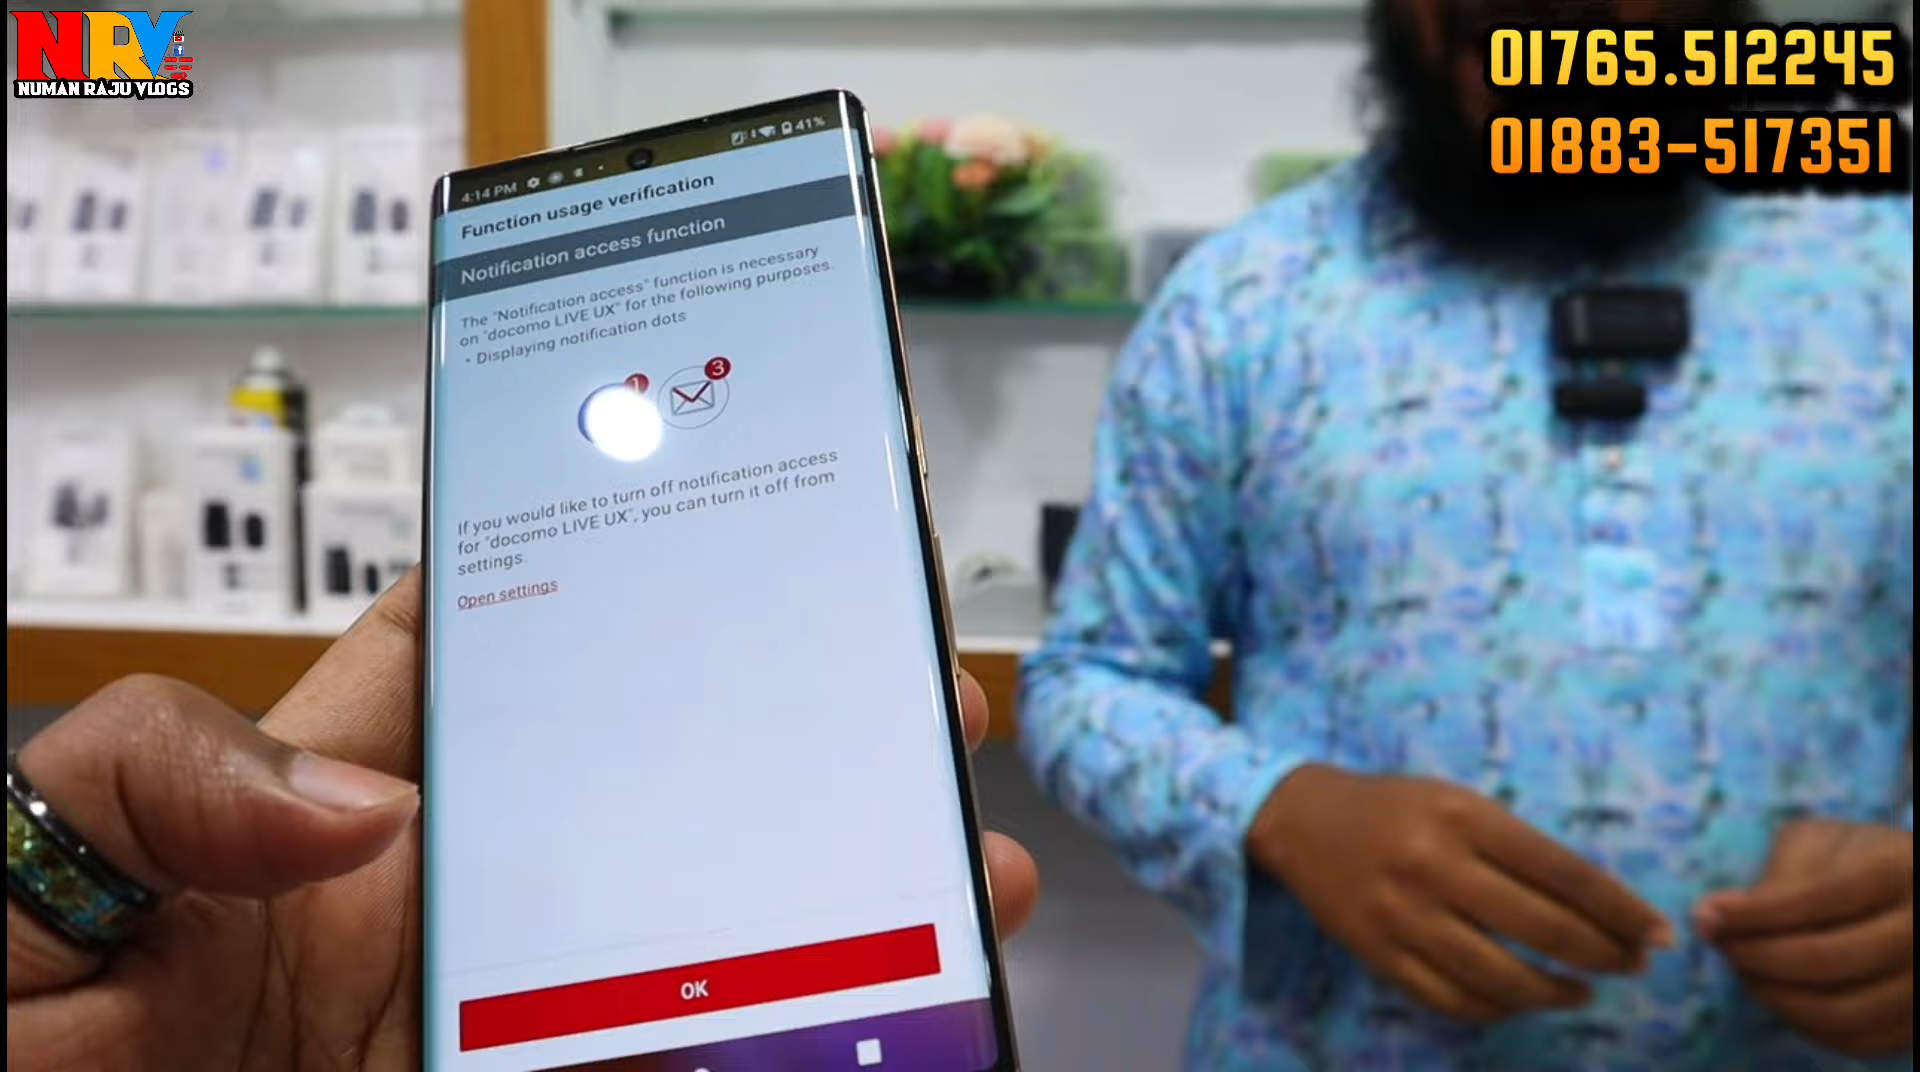 NRV
NUMAN RAJU VLOGS
01765.512245
01883-517351
4:14 PM
41%
Function usage verification
Notification access function
The "Notification access" function is necessary
on "docomo LIVE UX" for the following purposes.
・Displaying notification dots
1
3
If you would like to turn off notification access
for "docomo LIVE UX", you can turn it off from
settings.
Open settings
OK